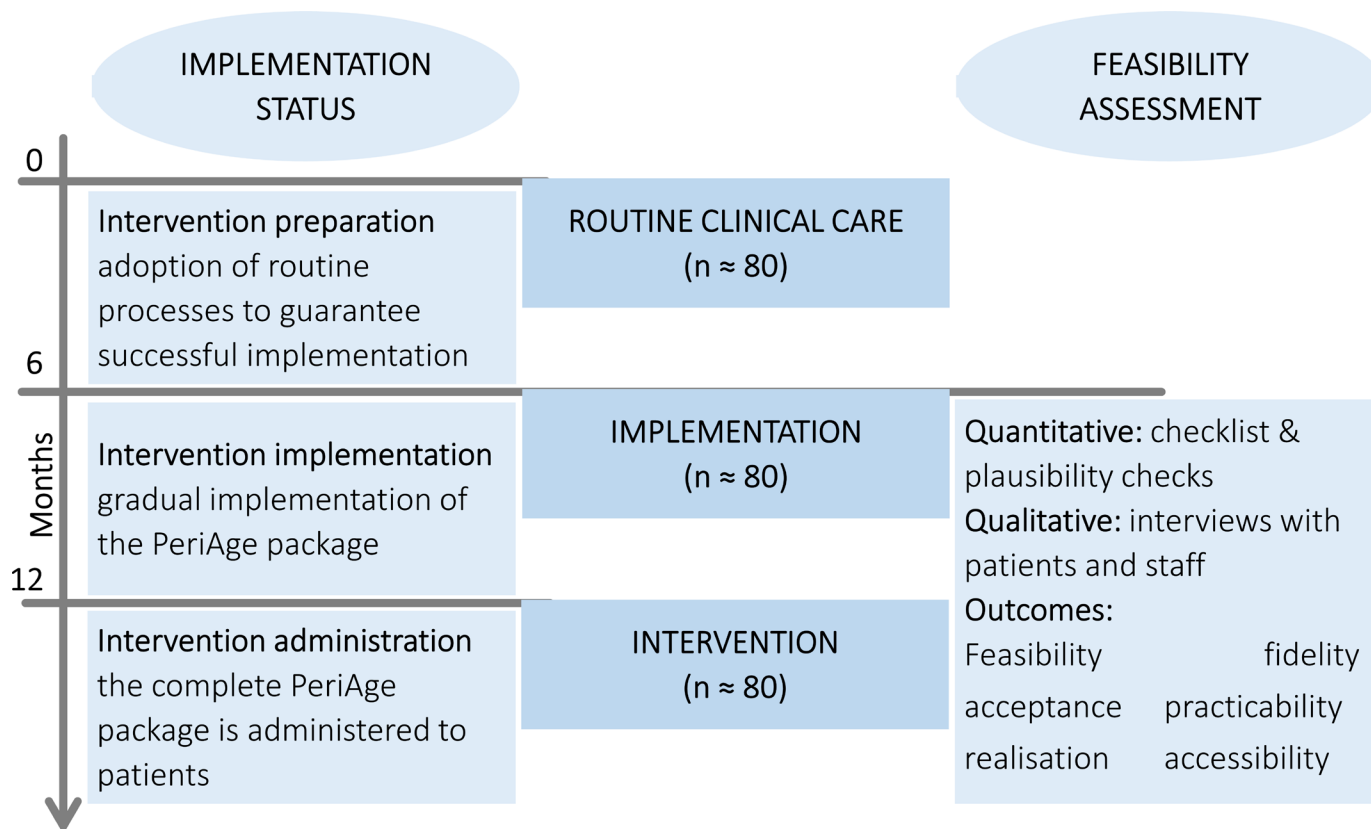 IMPLEMENTATION
STATUS
FEASIBILITY
ASSESSMENT
0
Intervention preparation
adoption of routine
processes to guarantee
successful implementation
ROUTINE CLINICAL CARE
(n ≈ 80)
6
Months
Intervention implementation
gradual implementation of
the PeriAge package
IMPLEMENTATION
(n ≈ 80)
12
Intervention administration
the complete PeriAge
package is administered to
patients
INTERVENTION
(n ≈ 80)
Quantitative: checklist &
plausibility checks
Qualitative: interviews with
patients and staff
Outcomes:
Feasibility fidelity
acceptance practicability
realisation accessibility